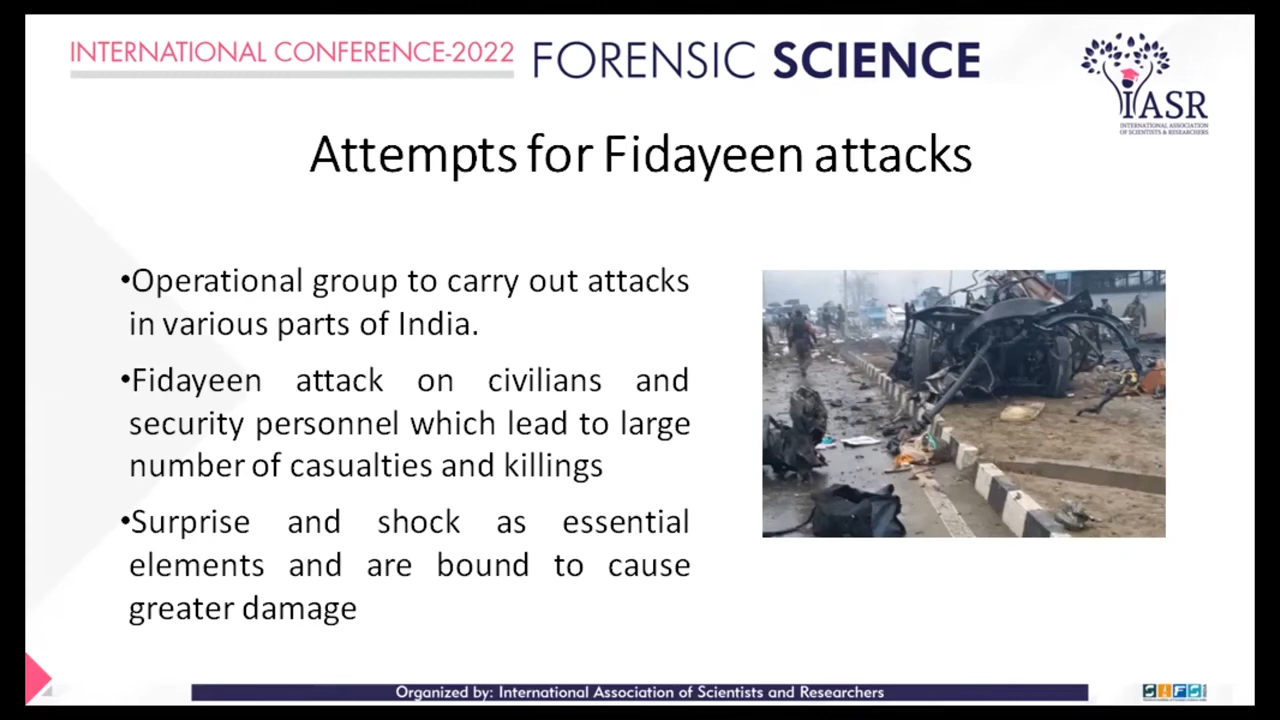 INTERNATIONAL CONFERENCE-2022 FORENSIC SCIENCE
IASR
INTERNATIONAL ASSOCIATION
OF SCIENTISTS & RESEARCHERS
Attempts for Fidayeen attacks
•Operational group to carry out attacks
in various parts of India.
•Fidayeen attack on civilians and
security personnel which lead to large
number of casualties and killings
•Surprise and shock as essential
elements and are bound to cause
greater damage
Organized by: International Association of Scientists and Researchers
SIFS